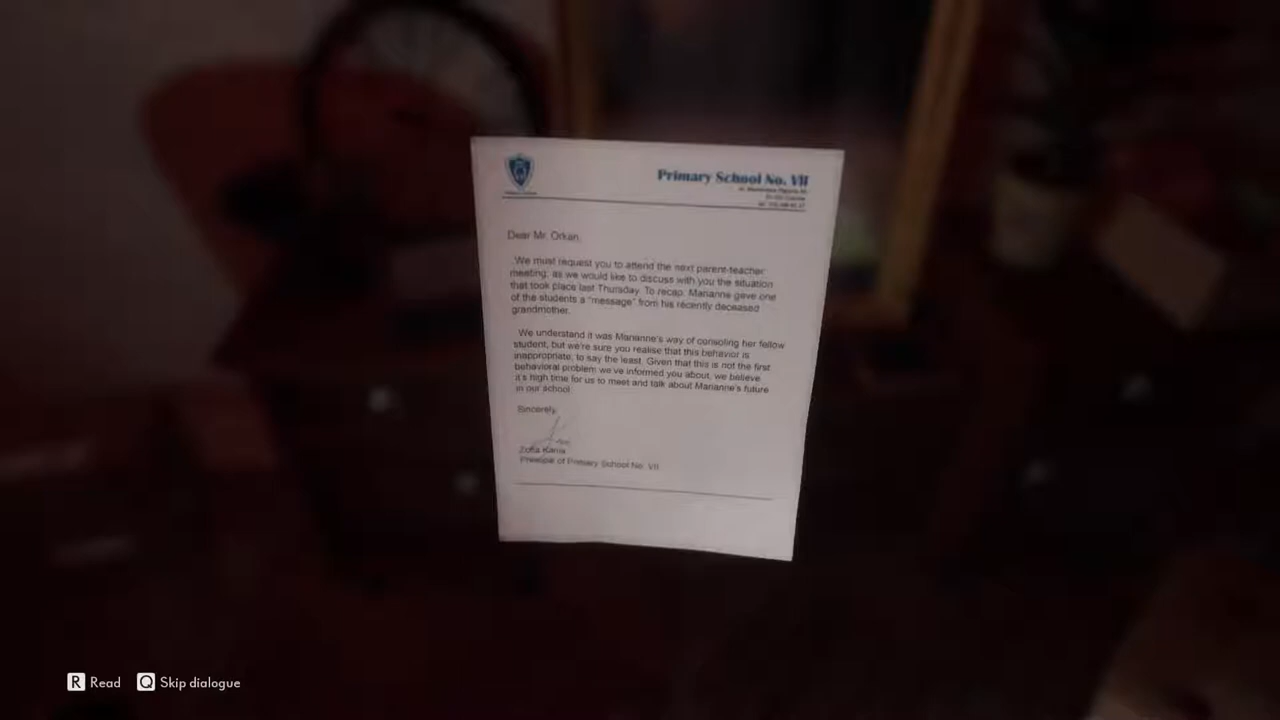 Primary School No. VII
Dear Mr. Orkan,
We must request you to attend the next parent-teacher
meeting, as we would like to discuss with you the situation
that took place last Thursday. To recap: Marianne gave one
of the students a "message" from his recently deceased
grandmother.
We understand it was Marianne's way of consoling her fellow
student, but we're sure you realise that this behavior is
inappropriate, to say the least. Given that this is not the first
behavioral problem we've informed you about, we believe
it's high time for us to meet and talk about Marianne's future
in our school.
Sincerely,
Zofia
of Primary School No. VII
R Read Q Skip dialogue